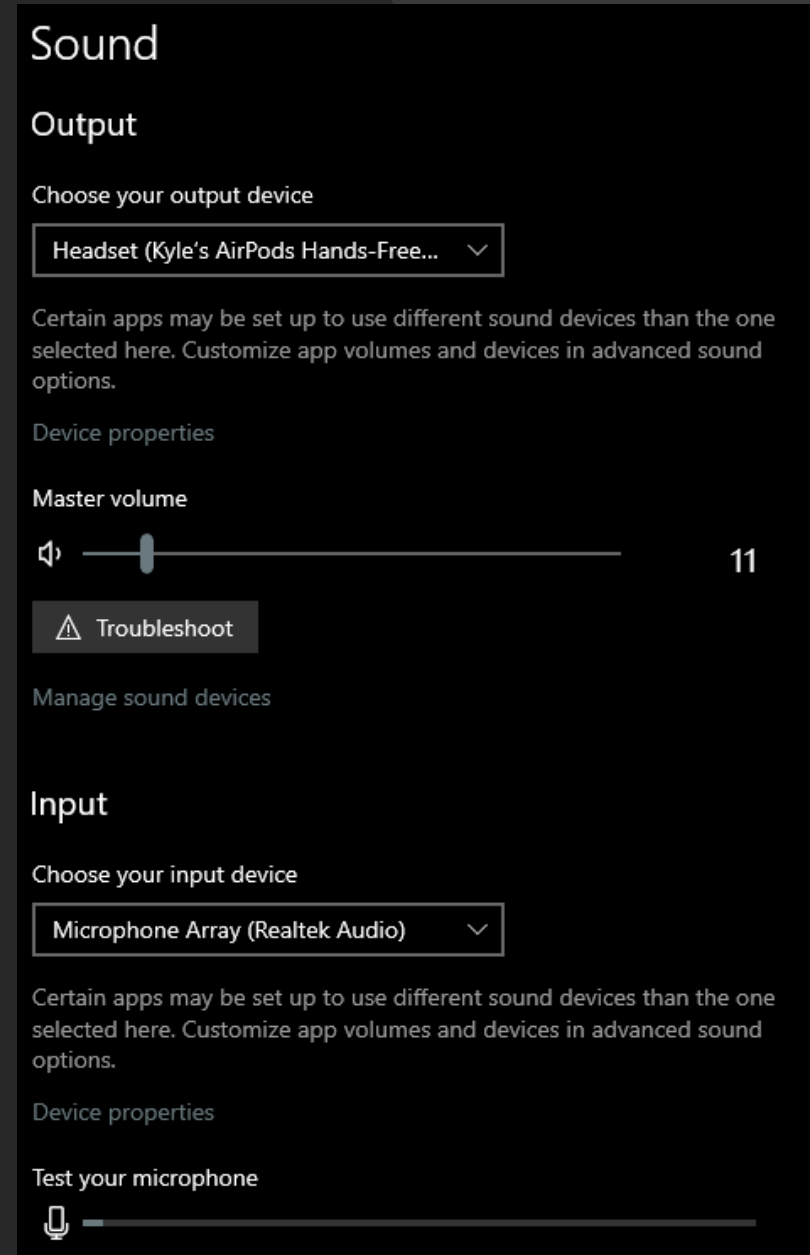 Sound
Output
Choose your output device
Headset (Kyle's AirPods Hands-Free...
Certain apps may be set up to use different sound devices than the one
selected here. Customize app volumes and devices in advanced sound
options.
Device properties
Master volume
11
Troubleshoot
Manage sound devices
Input
Choose your input device
Microphone Array (Realtek Audio)
Certain apps may be set up to use different sound devices than the one
selected here. Customize app volumes and devices in advanced sound
options.
Device properties
Test your microphone